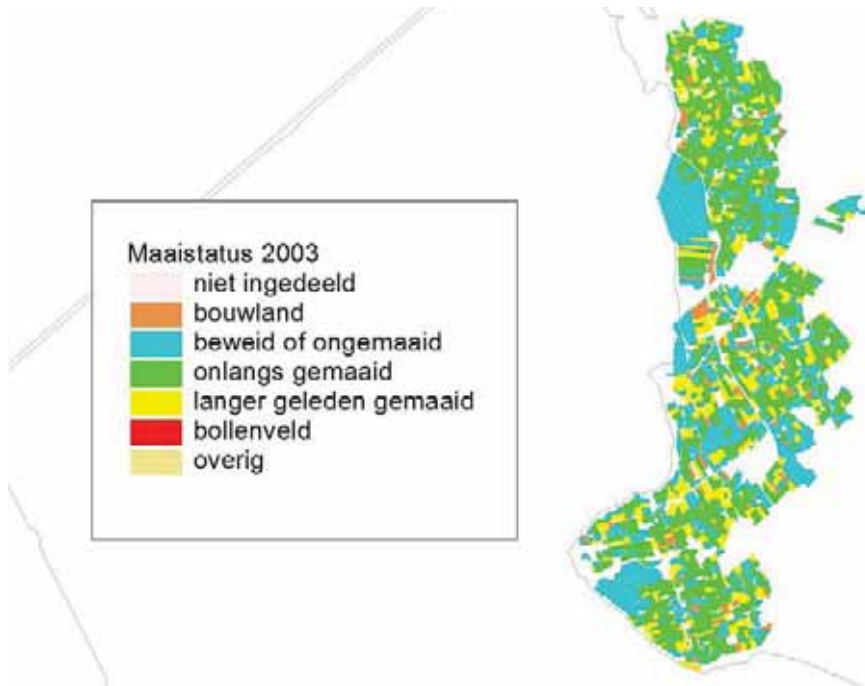 Maaistatus 2003
niet ingedeeld
bouwland
beweid of ongemaaid
onlangs gemaaid
langer geleden gemaaid
bollenveld
overig